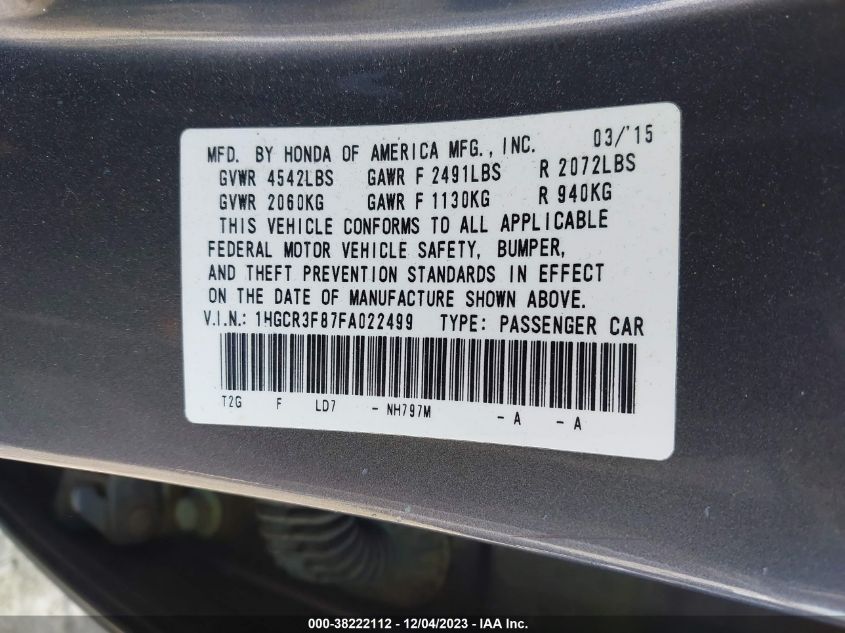 MFD. BY HONDA OF AMERICA MFG., INC. 03/'15
GVWR 4542LBS GAWR F 2491LBS R 2072LBS
GVWR 2060KG GAWR F 1130KG R 940KG
THIS VEHICLE CONFORMS TO ALL APPLICABLE
FEDERAL MOTOR VEHICLE SAFETY, BUMPER,
AND THEFT PREVENTION STANDARDS IN EFFECT
ON THE DATE OF MANUFACTURE SHOWN ABOVE.
V.I.N.: 1HGCR3F87FA022499 TYPE: PASSENGER CAR
T2G F LD7 - NH797M - A - A
000-38222112 - 12/04/2023 - IAA Inc.